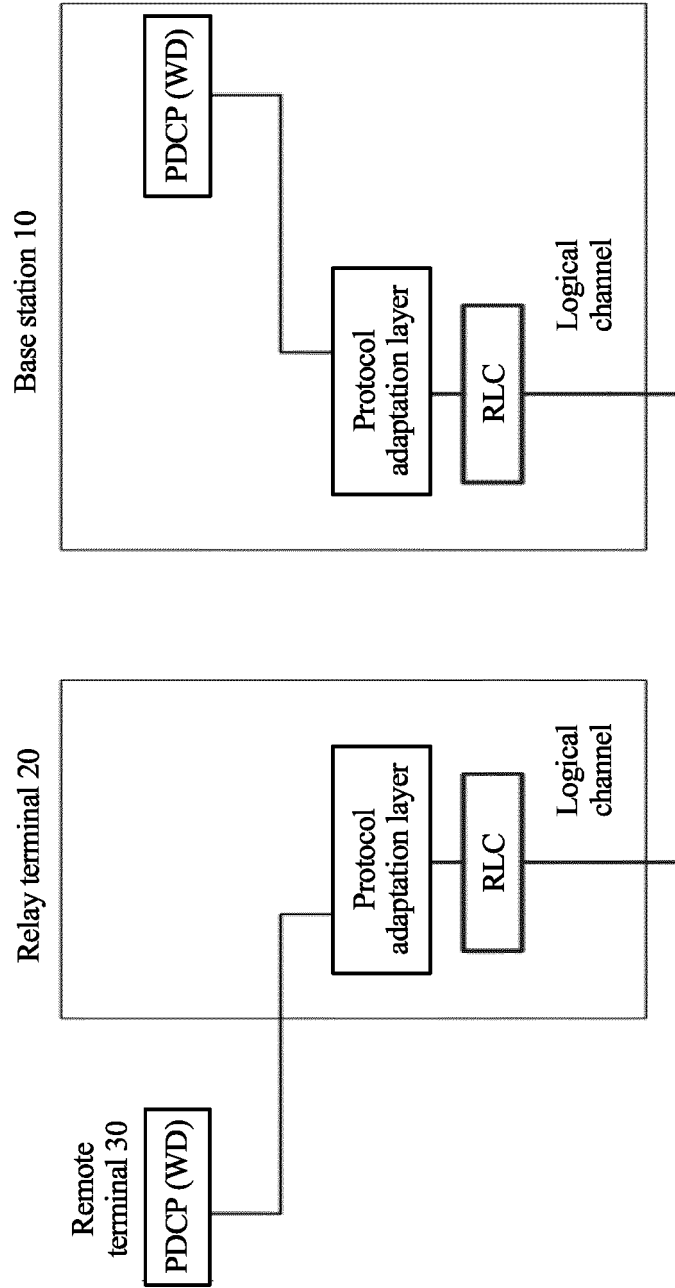 Remote
terminal 30
PDCP (WD)
Relay terminal 20
Protocol
adaptation layer
RLC
Logical
channel
Base station 10
PDCP (WD)
Protocol
adaptation layer
RLC
Logical
channel